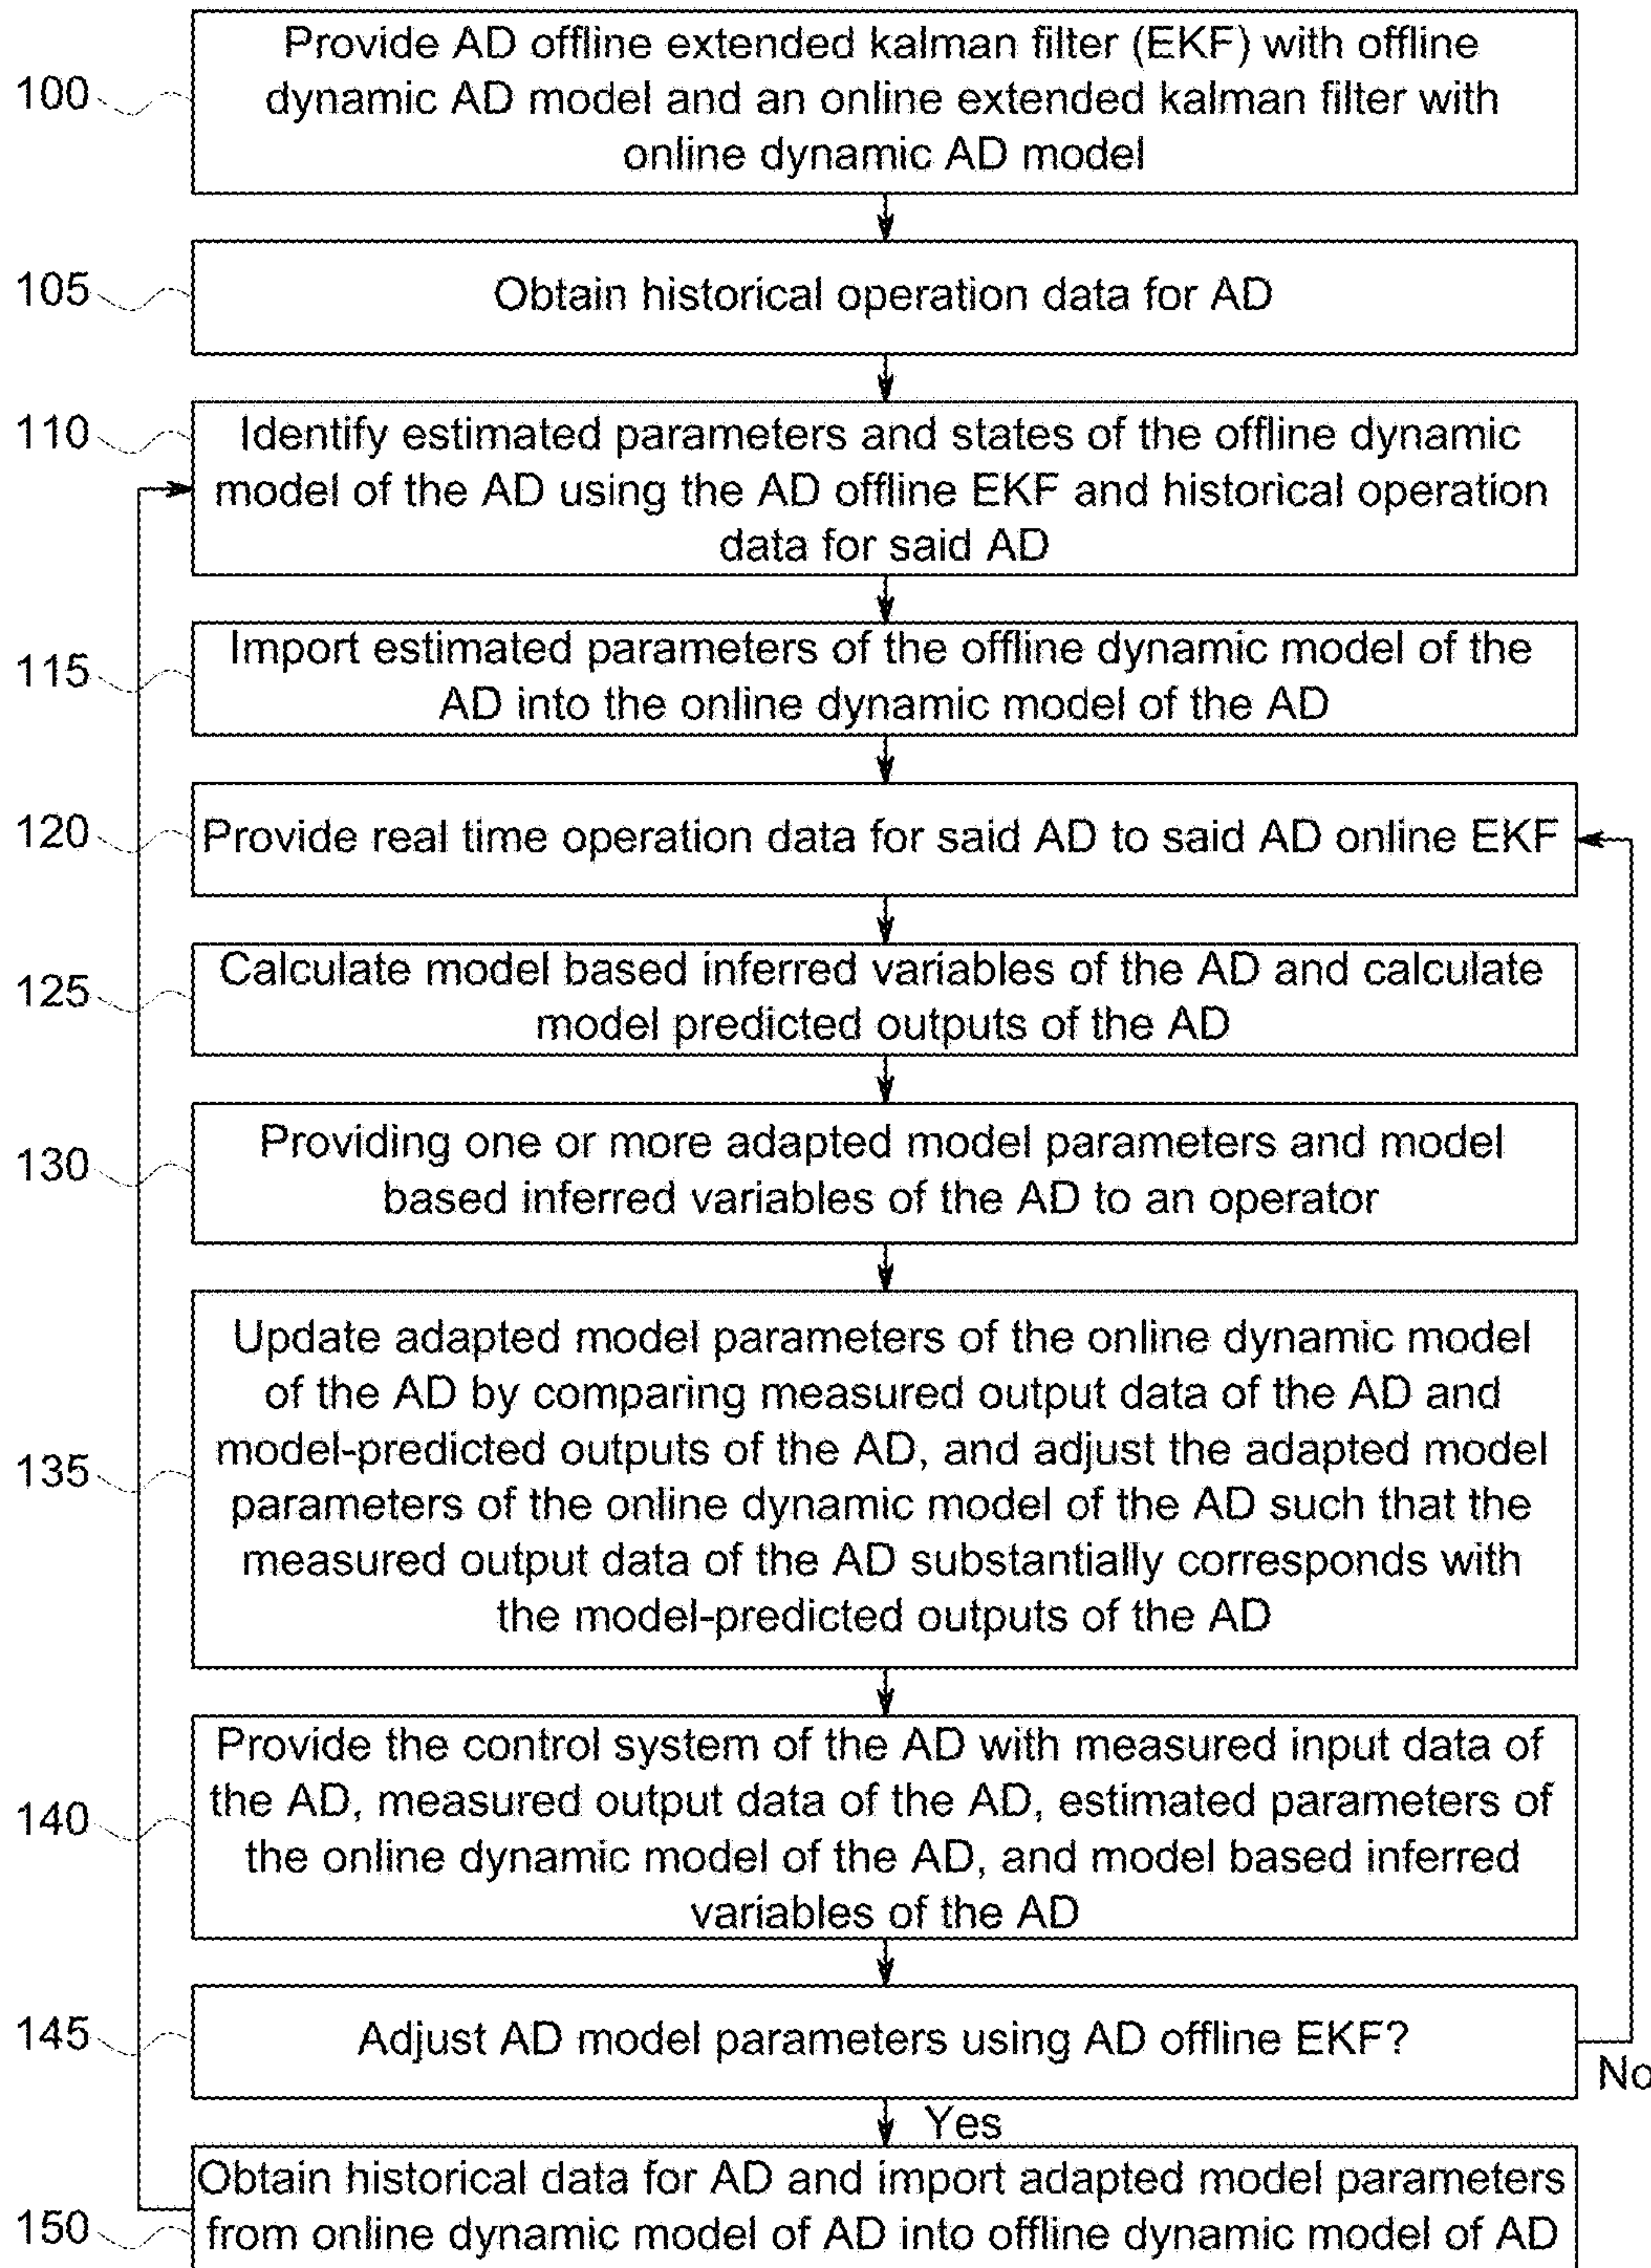 100
Provide AD offline extended kalman filter (EKF) with offline
dynamic AD model and an online extended kalman filter with
online dynamic AD model
105
Obtain historical operation data for AD
110
Identify estimated parameters and states of the offline dynamic
model of the AD using the AD offline EKF and historical operation
data for said AD
115
Import estimated parameters of the offline dynamic model of the
AD into the online dynamic model of the AD
120
Provide real time operation data for said AD to said AD online EKF
125
Calculate model based inferred variables of the AD and calculate
model predicted outputs of the AD
130
Providing one or more adapted model parameters and model
based inferred variables of the AD to an operator
135
Update adapted model parameters of the online dynamic model
of the AD by comparing measured output data of the AD and
model-predicted outputs of the AD, and adjust the adapted model
parameters of the online dynamic model of the AD such that the
measured output data of the AD substantially corresponds with
the model-predicted outputs of the AD
140
Provide the control system of the AD with measured input data of
the AD, measured output data of the AD, estimated parameters of
the online dynamic model of the AD, and model based inferred
variables of the AD
145
Adjust AD model parameters using AD offline EKF?
No
Yes
150
Obtain historical data for AD and import adapted model parameters
from online dynamic model of AD into offline dynamic model of AD